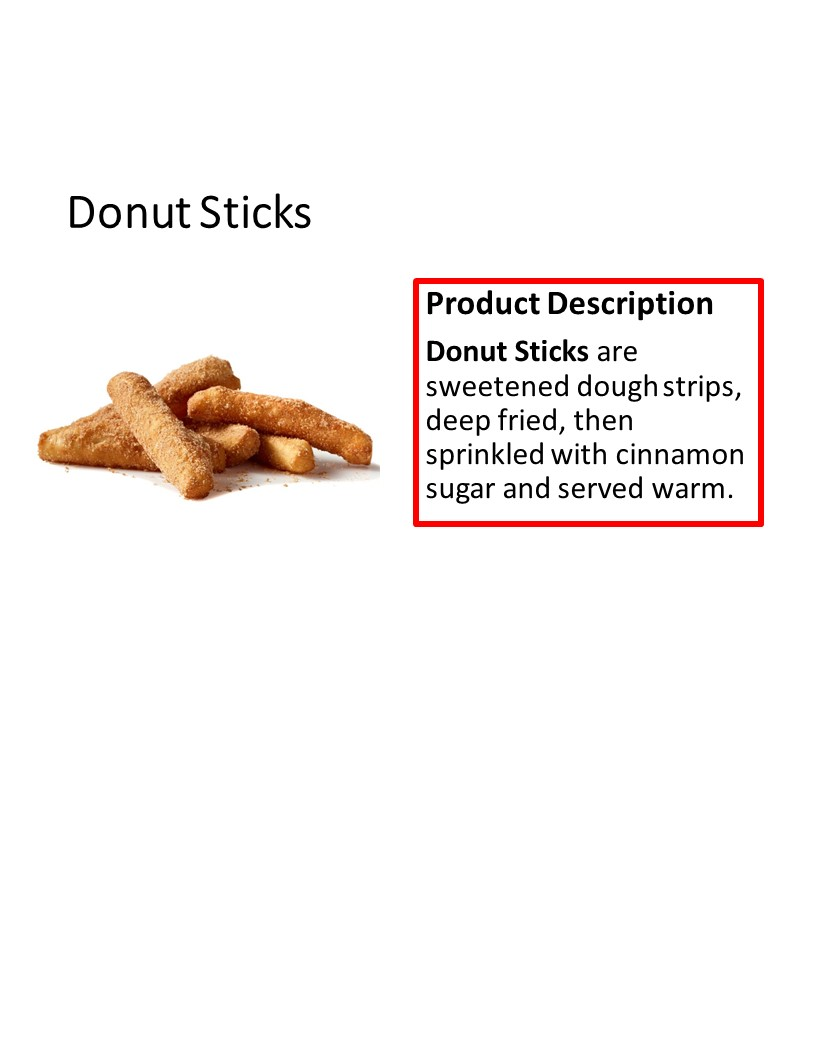 Donut Sticks
Product Description
Donut Sticks are
sweetened dough strips,
deep fried, then
sprinkled with cinnamon
sugar and served warm.